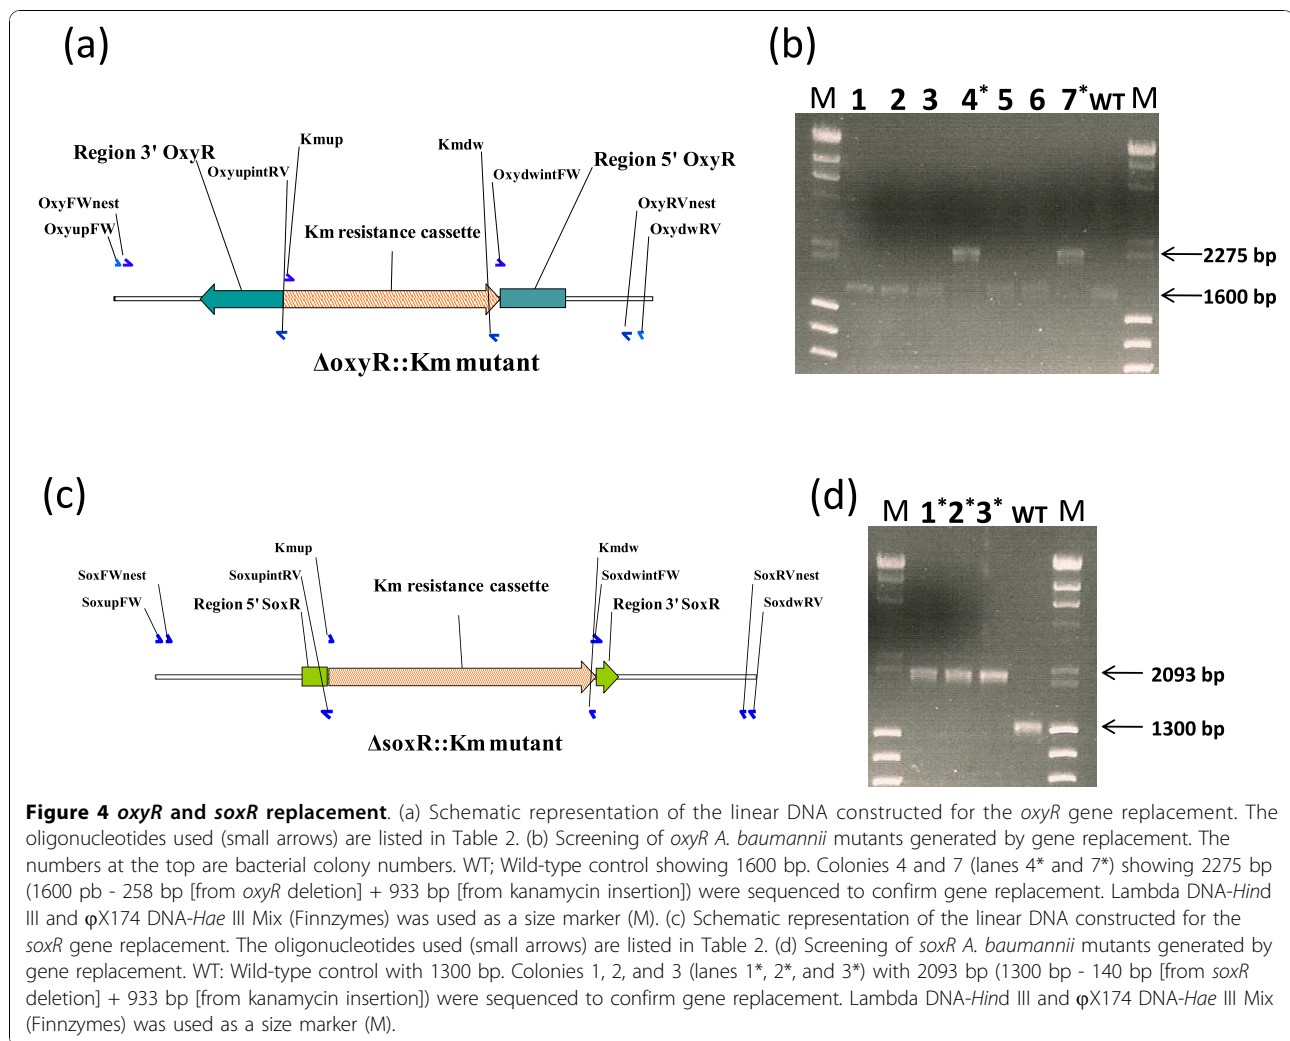 (a)
(b)
M 1 2 3 4* 5 6 7* WT M
Kmup
Kmdw
Region 3' OxyR
Region 5' OxyR
OxyupintRV
OxydwintFW
OxyFWnest
OxyRVnest
OxyupFW
OxydwRV
Km resistance cassette
2275 bp
1600 bp
ΔoxyR::Km mutant
(c)
(d)
M 1* 2* 3* WT M
Kmup
Kmdw
SoxFWnest
SoxupintRV
Km resistance cassette
SoxdwintFW
SoxRVnest
SoxupFW
Region 5' SoxR
Region 3' SoxR
SoxdwRV
2093 bp
1300 bp
ΔsoxR::Km mutant
Figure 4 oxyR and soxR replacement. (a) Schematic representation of the linear DNA constructed for the oxyR gene replacement. The
oligonucleotides used (small arrows) are listed in Table 2. (b) Screening of oxyR A. baumannii mutants generated by gene replacement. The
numbers at the top are bacterial colony numbers. WT; Wild-type control showing 1600 bp. Colonies 4 and 7 (lanes 4* and 7*) showing 2275 bp
(1600 pb - 258 bp [from oxyR deletion] + 933 bp [from kanamycin insertion]) were sequenced to confirm gene replacement. Lambda DNA-Hind
III and φX174 DNA-Hae III Mix (Finnzymes) was used as a size marker (M). (c) Schematic representation of the linear DNA constructed for the
soxR gene replacement. The oligonucleotides used (small arrows) are listed in Table 2. (d) Screening of soxR A. baumannii mutants generated by
gene replacement. WT: Wild-type control with 1300 bp. Colonies 1, 2, and 3 (lanes 1*, 2*, and 3*) with 2093 bp (1300 bp - 140 bp [from soxR
deletion] + 933 bp [from kanamycin insertion]) were sequenced to confirm gene replacement. Lambda DNA-Hind III and φX174 DNA-Hae III Mix
(Finnzymes) was used as a size marker (M).